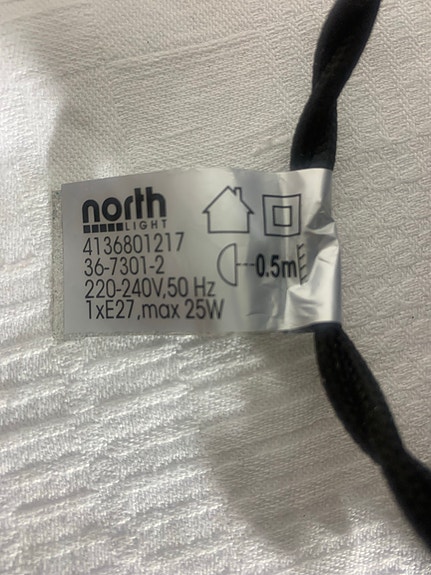 north
LIGHT
4136801217
36-7301-2
220-240V,50 Hz
1xE27,max 25W
0.5m